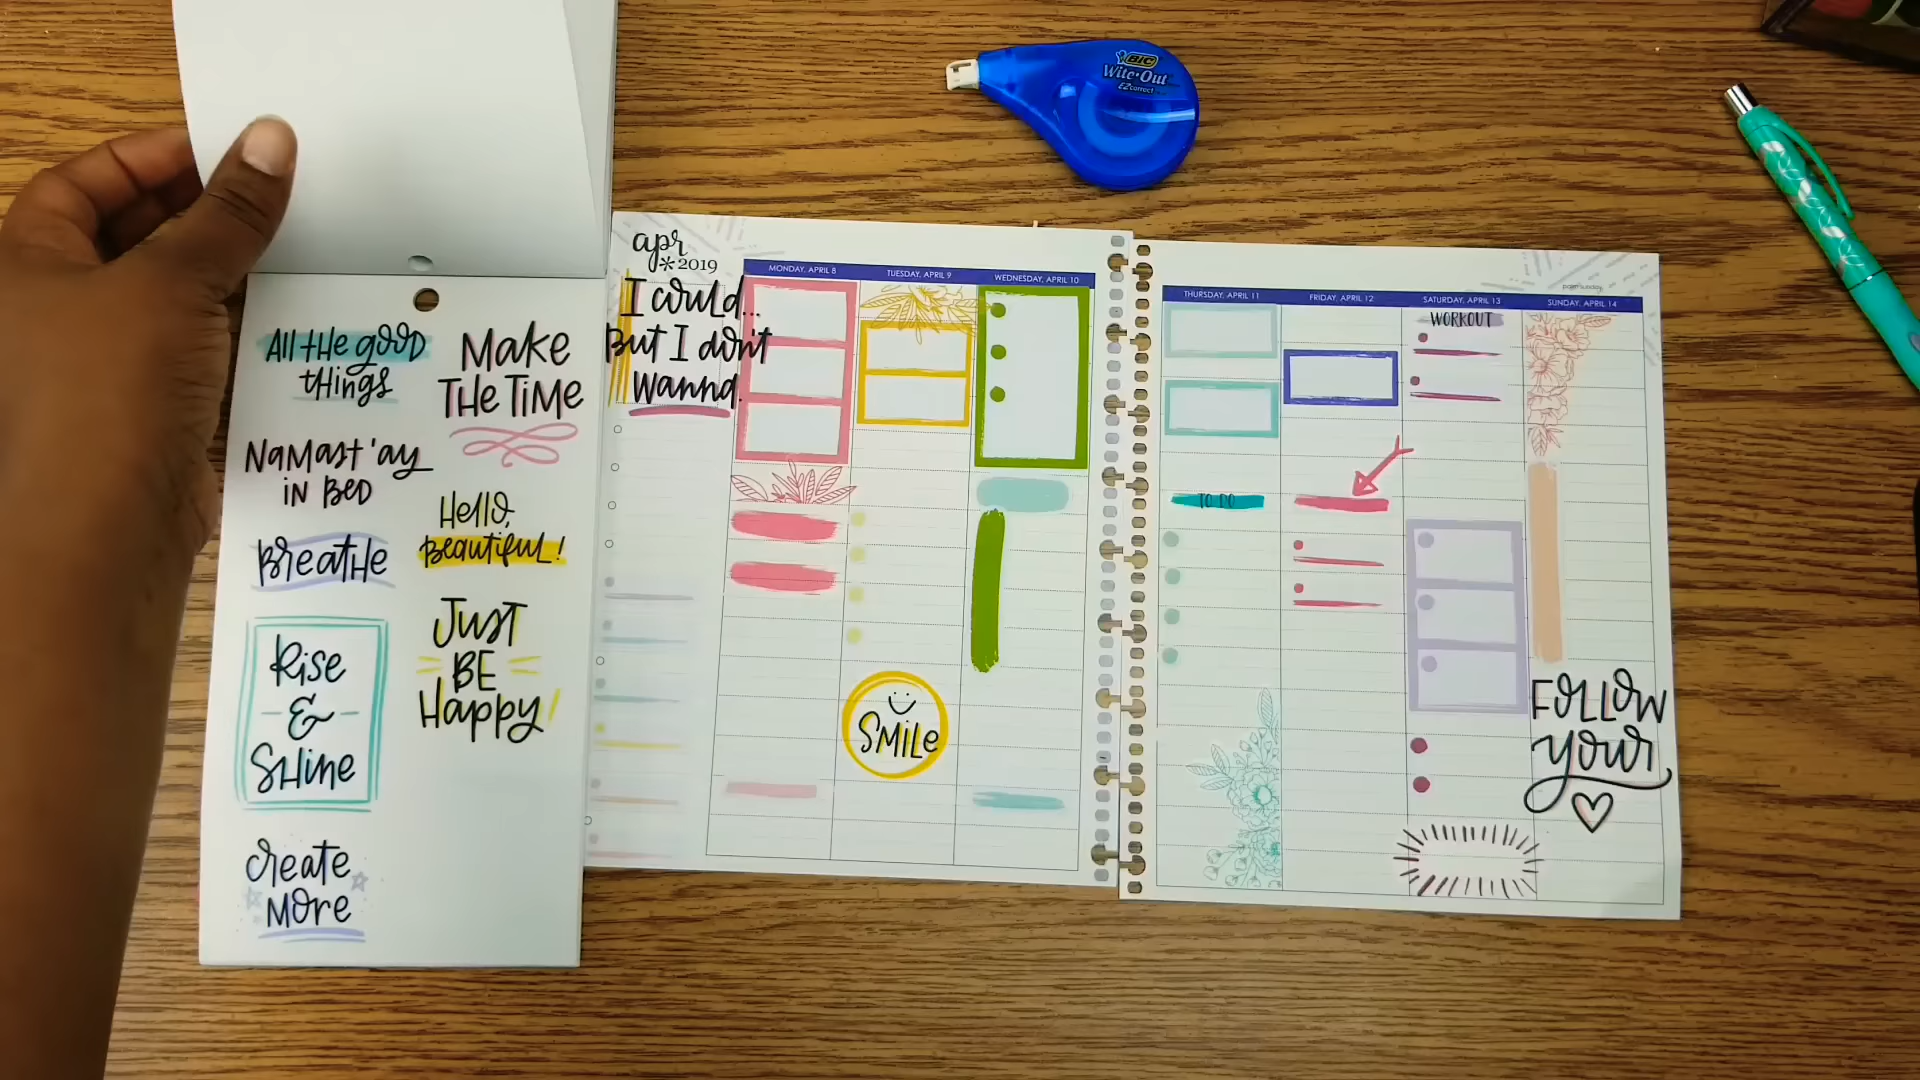 BIC
Wite·Out
EZcorrect
All the good
things
Make
The Time
Namast'ay
in Bed
Hello,
Beautiful!
Breathe
Just
Be
Happy!
Rise
&
Shine
Create
More
apr
*2019
I could...
But I don't
Wanna.
MONDAY, APRIL 8
TUESDAY, APRIL 9
WEDNESDAY, APRIL 10
SMiLe
palm sunday
THURSDAY, APRIL 11
FRIDAY, APRIL 12
SATURDAY, APRIL 13
SUNDAY, APRIL 14
WORKOUT
TO DO
Follow
your